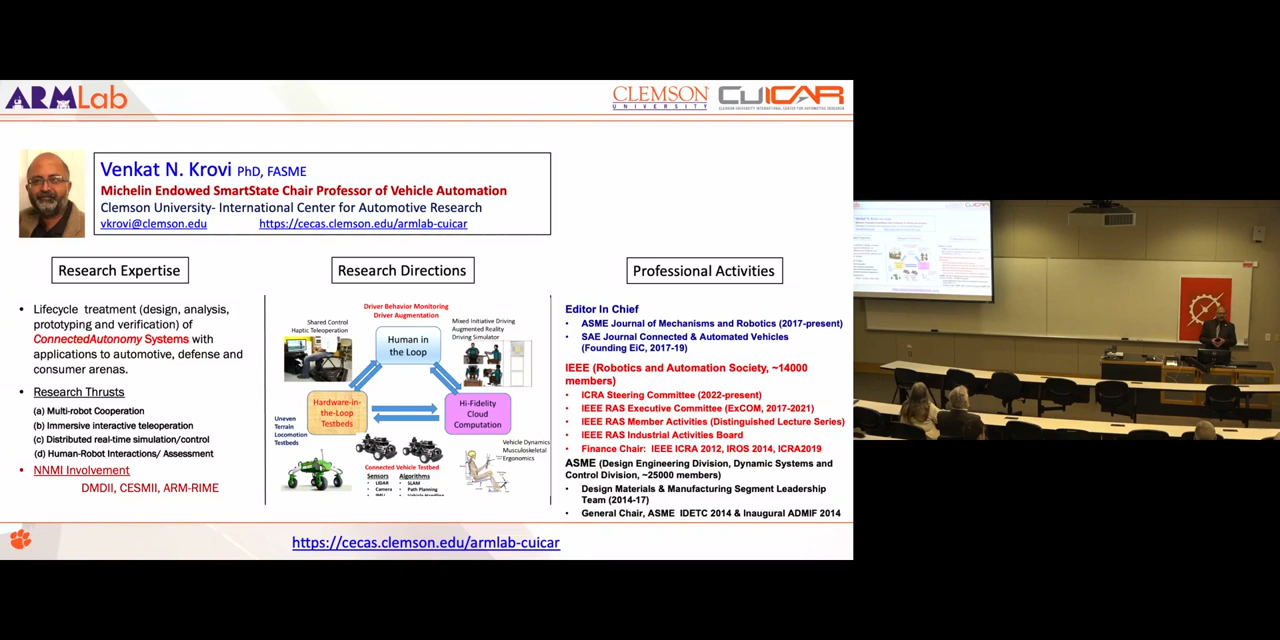 ARMLab
CLEMSON
UNIVERSITY
CUICAR
CLEMSON UNIVERSITY INTERNATIONAL CENTER FOR AUTOMOTIVE RESEARCH
Venkat N. Krovi PhD, FASME
Michelin Endowed SmartState Chair Professor of Vehicle Automation
Clemson University- International Center for Automotive Research
vkrovi@clemson.edu https://cecas.clemson.edu/armlab-cuicar
Research Expertise
• Lifecycle treatment (design, analysis,
prototyping and verification) of
ConnectedAutonomy Systems with
applications to automotive, defense and
consumer arenas.
• Research Thrusts
(a) Multi-robot Cooperation
(b) Immersive interactive teleoperation
(c) Distributed real-time simulation/control
(d) Human-Robot Interactions/ Assessment
• NNMI Involvement
DMDII, CESMII, ARM-RIME
Research Directions
Driver Behavior Monitoring
Driver Augmentation
Shared Control
Haptic Teleoperation
Mixed Initiative Driving
Augmented Reality
Driving Simulator
Human in
the Loop
Hardware-in-
the-Loop
Testbeds
Hi-Fidelity
Cloud
Computation
Uneven
Terrain
Locomotion
Testbeds
Vehicle Dynamics
Musculoskeletal
Ergonomics
Connected Vehicle Testbed
Sensors Algorithms
• LIDAR • SLAM
• Camera • Path Planning
Professional Activities
Editor In Chief
• ASME Journal of Mechanisms and Robotics (2017-present)
• SAE Journal Connected & Automated Vehicles
(Founding EiC, 2017-19)
IEEE (Robotics and Automation Society, ~14000
members)
• ICRA Steering Committee (2022-present)
• IEEE RAS Executive Committee (ExCOM, 2017-2021)
• IEEE RAS Member Activities (Distinguished Lecture Series)
• IEEE RAS Industrial Activities Board
• Finance Chair: IEEE ICRA 2012, IROS 2014, ICRA2019
ASME (Design Engineering Division, Dynamic Systems and
Control Division, ~25000 members)
• Design Materials & Manufacturing Segment Leadership
Team (2014-17)
• General Chair, ASME IDETC 2014 & Inaugural ADMIF 2014
https://cecas.clemson.edu/armlab-cuicar